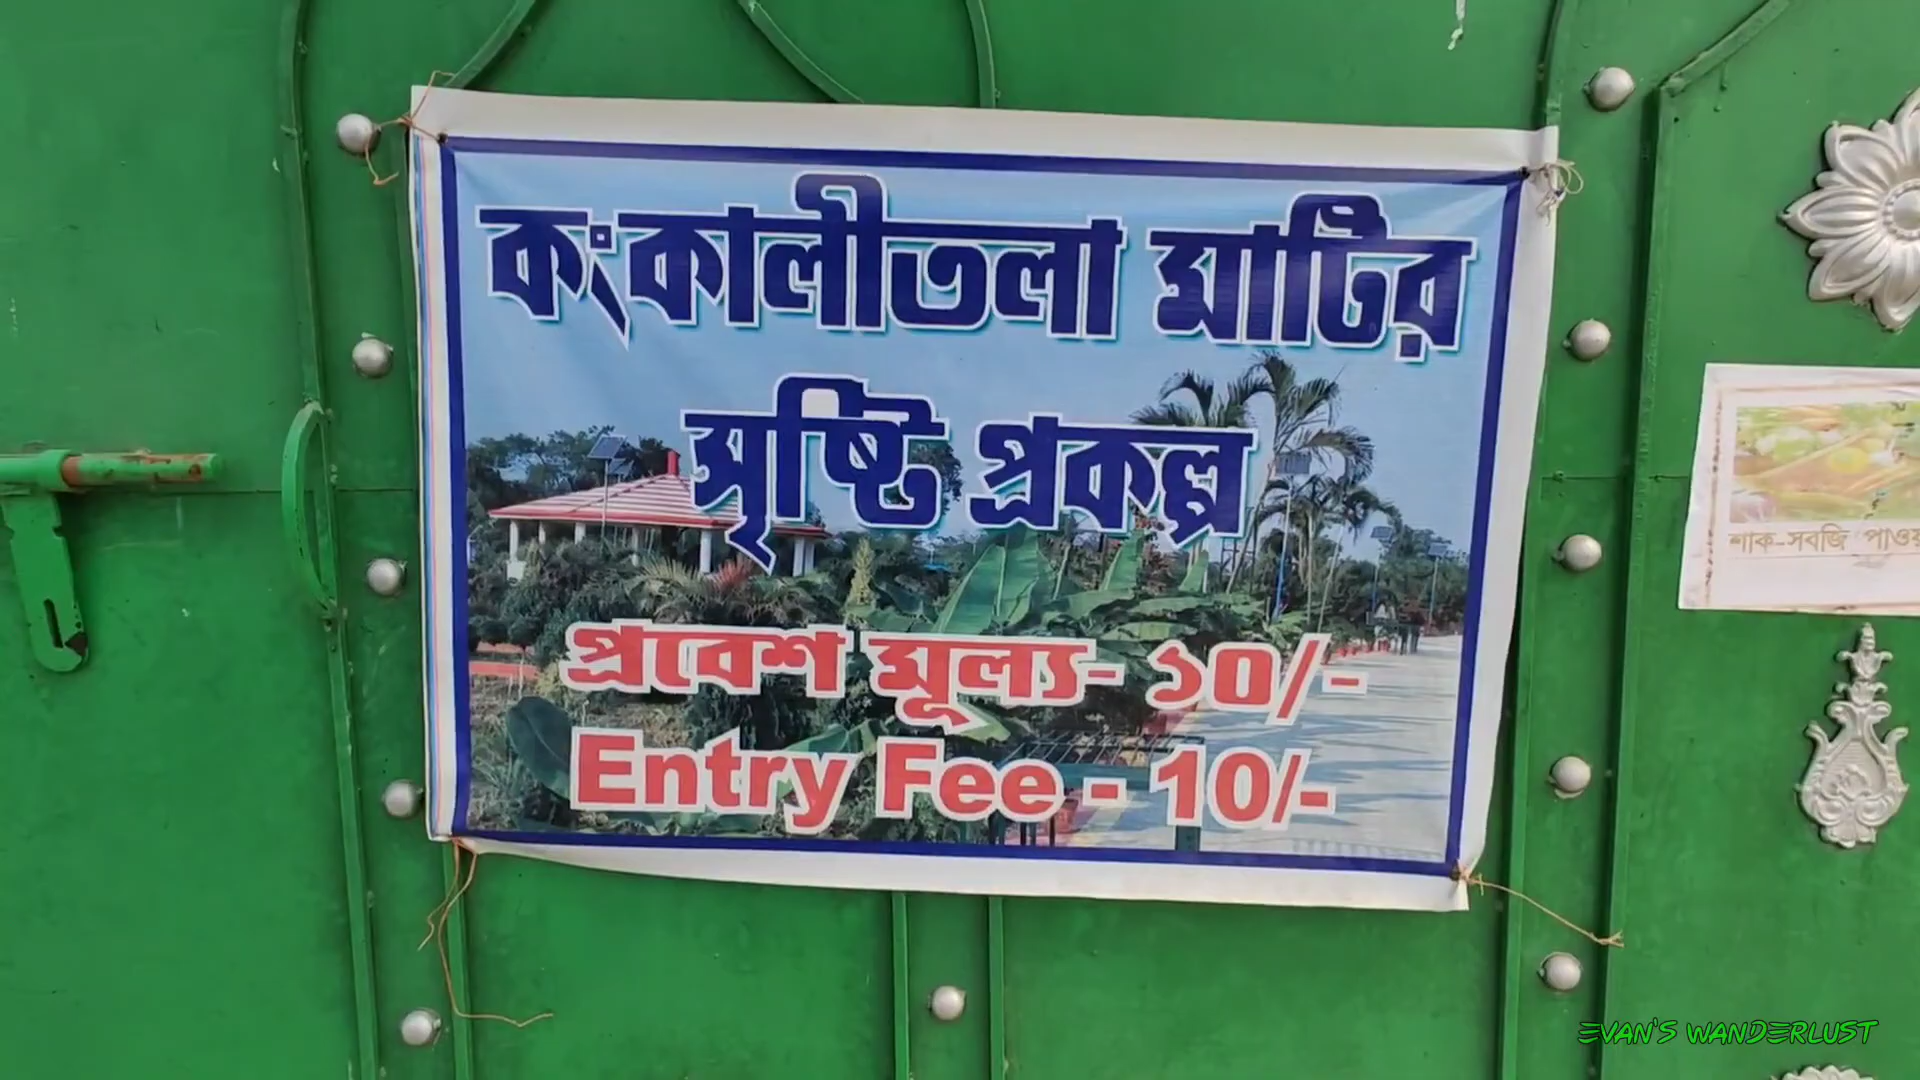 কংকালীতলা মাটির
সৃষ্টি প্রকল্প
প্রবেশ মূল্য- ১০/-
Entry Fee - 10/-
শাক-সবজি
EVAN'S WANDERLUST